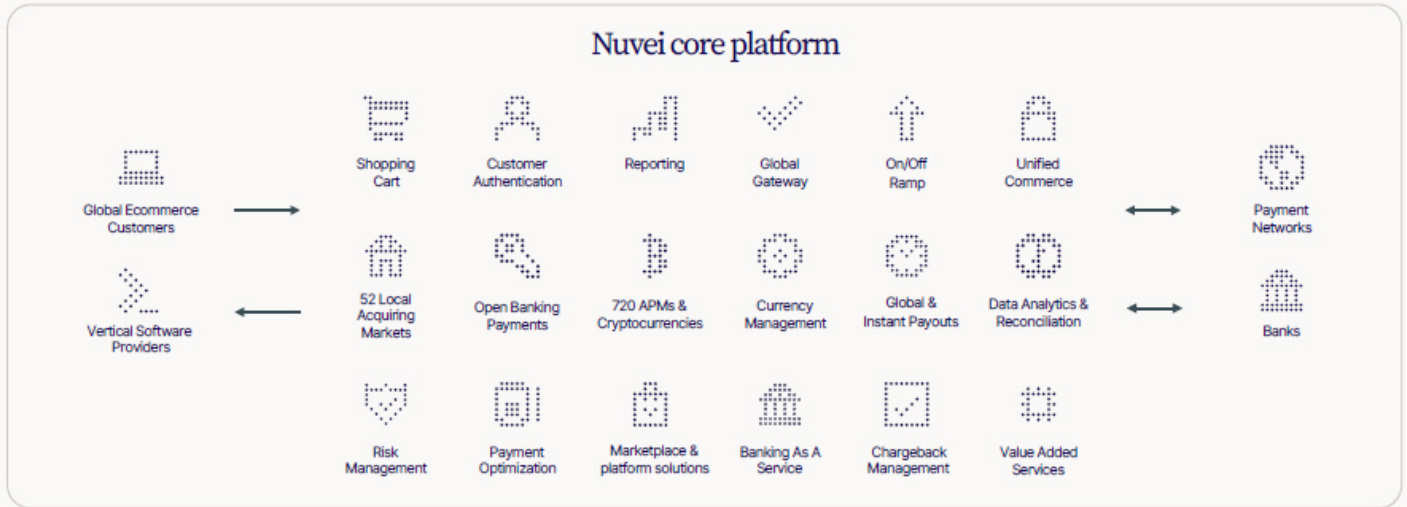 Nuvei core platform
Shopping
Cart
Customer
Authentication
Reporting
Global
Gateway
On/Off
Ramp
Unified
Commerce
Global Ecommerce
Customers
Payment
Networks
52 Local
Acquiring
Markets
Open Banking
Payments
720 APMs &
Cryptocurrencies
Currency
Management
Global &
Instant Payouts
Data Analytics &
Reconciliation
Vertical Software
Providers
Banks
Risk
Management
Payment
Optimization
Marketplace &
platform solutions
Banking As A
Service
Chargeback
Management
Value Added
Services